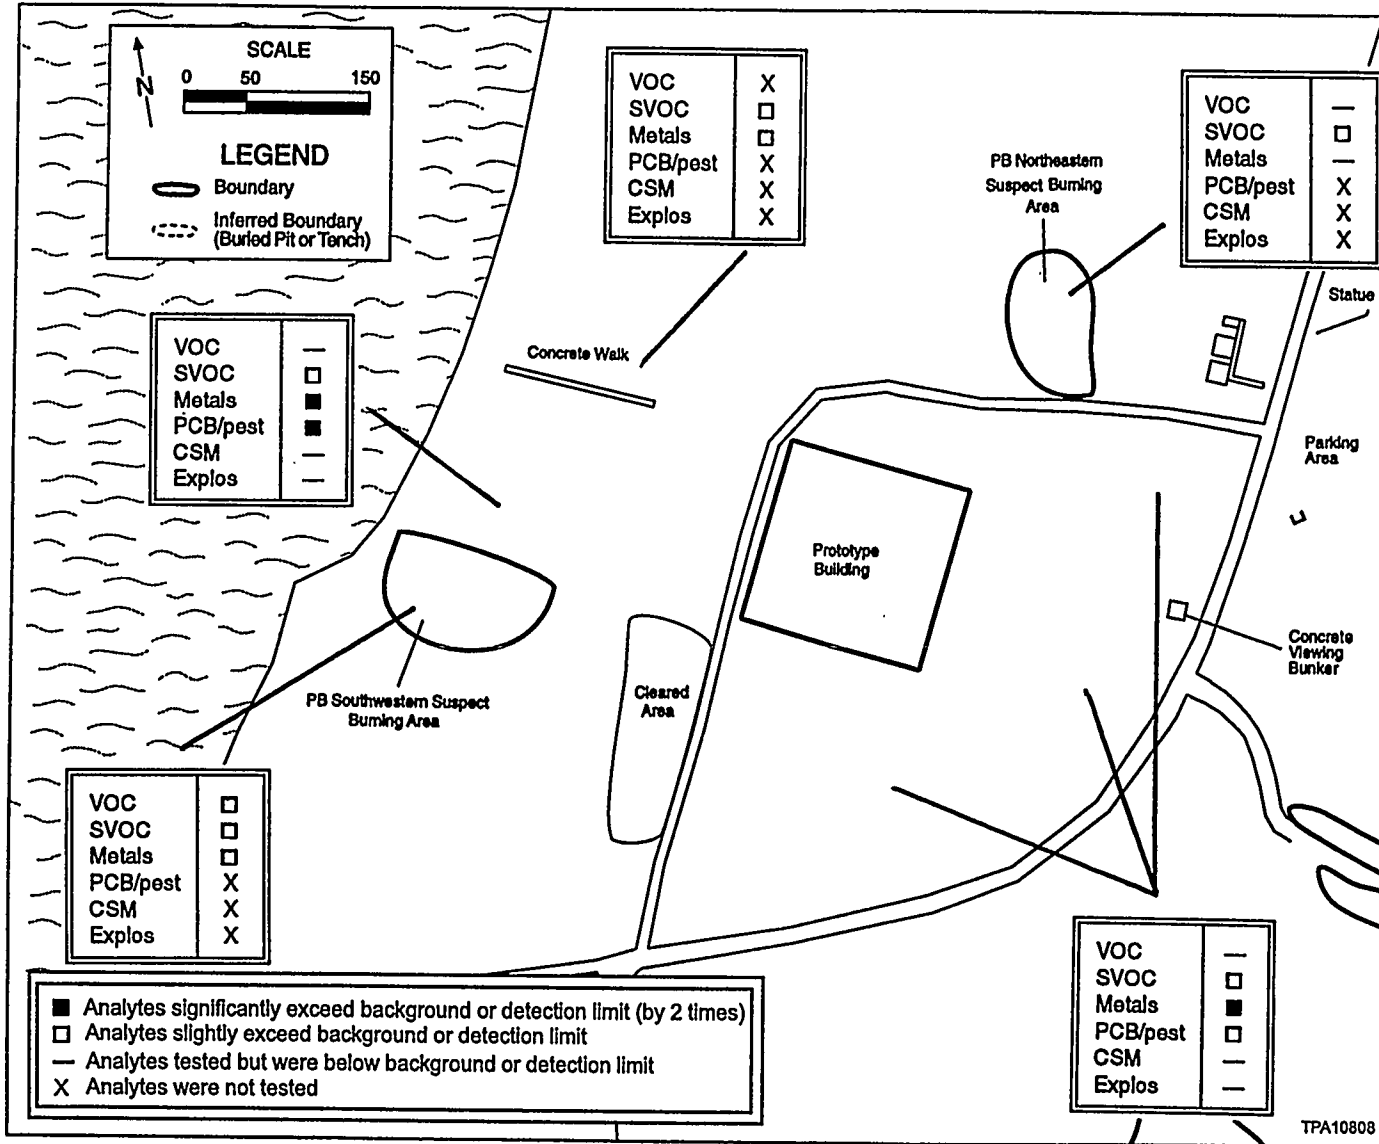 SCALE
0 50 150
N
LEGEND
Boundary
Inferred Boundary
(Buried Pit or Tench)
VOC X
SVOC □
Metals □
PCB/pest X
CSM X
Explos X
PB Northeastern
Suspect Burning
Area
VOC —
SVOC □
Metals —
PCB/pest X
CSM X
Explos X
Statue
VOC —
SVOC □
Metals ■
PCB/pest ■
CSM —
Explos —
Concrete Walk
Parking
Area
Prototype
Building
Concrete
Viewing
Bunker
PB Southwestern Suspect
Burning Area
Cleared
Area
VOC □
SVOC □
Metals □
PCB/pest X
CSM X
Explos X
VOC —
SVOC □
Metals ■
PCB/pest □
CSM —
Explos —
■ Analytes significantly exceed background or detection limit (by 2 times)
□ Analytes slightly exceed background or detection limit
— Analytes tested but were below background or detection limit
X Analytes were not tested
TPA10808